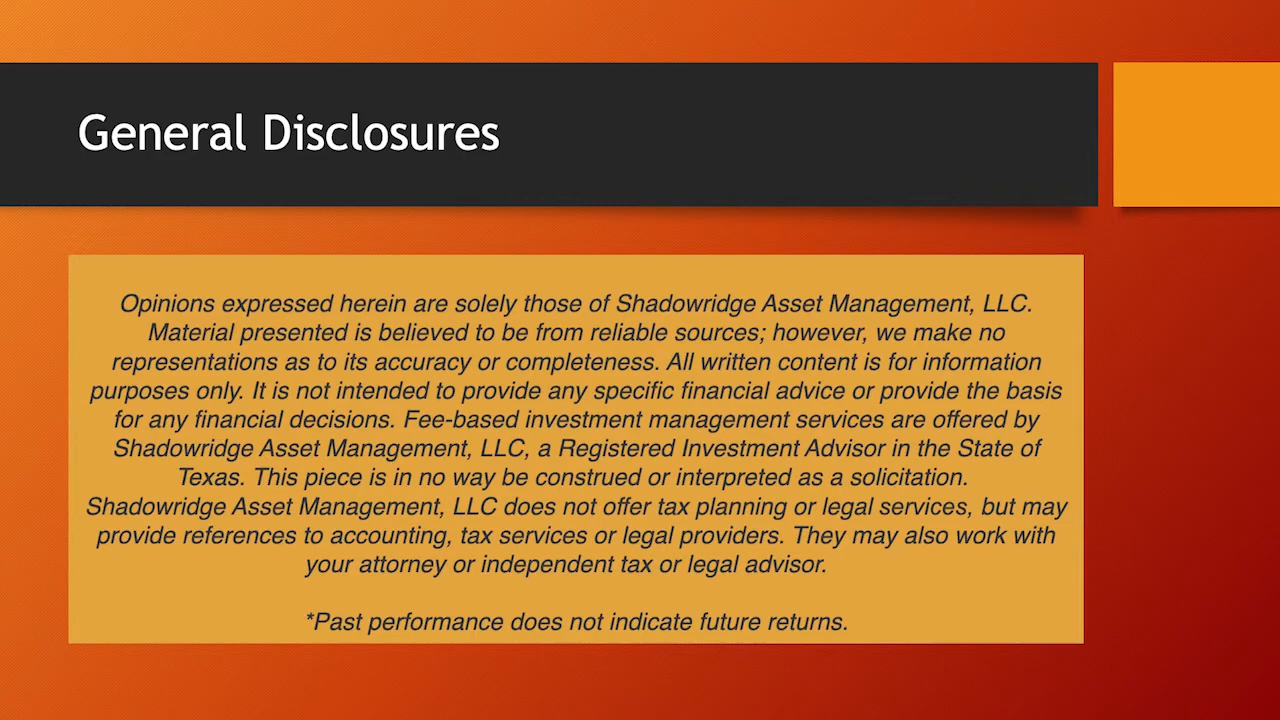 General Disclosures
Opinions expressed herein are solely those of Shadowridge Asset Management, LLC.
Material presented is believed to be from reliable sources; however, we make no
representations as to its accuracy or completeness. All written content is for information
purposes only. It is not intended to provide any specific financial advice or provide the basis
for any financial decisions. Fee-based investment management services are offered by
Shadowridge Asset Management, LLC, a Registered Investment Advisor in the State of
Texas. This piece is in no way be construed or interpreted as a solicitation.
Shadowridge Asset Management, LLC does not offer tax planning or legal services, but may
provide references to accounting, tax services or legal providers. They may also work with
your attorney or independent tax or legal advisor.
*Past performance does not indicate future returns.